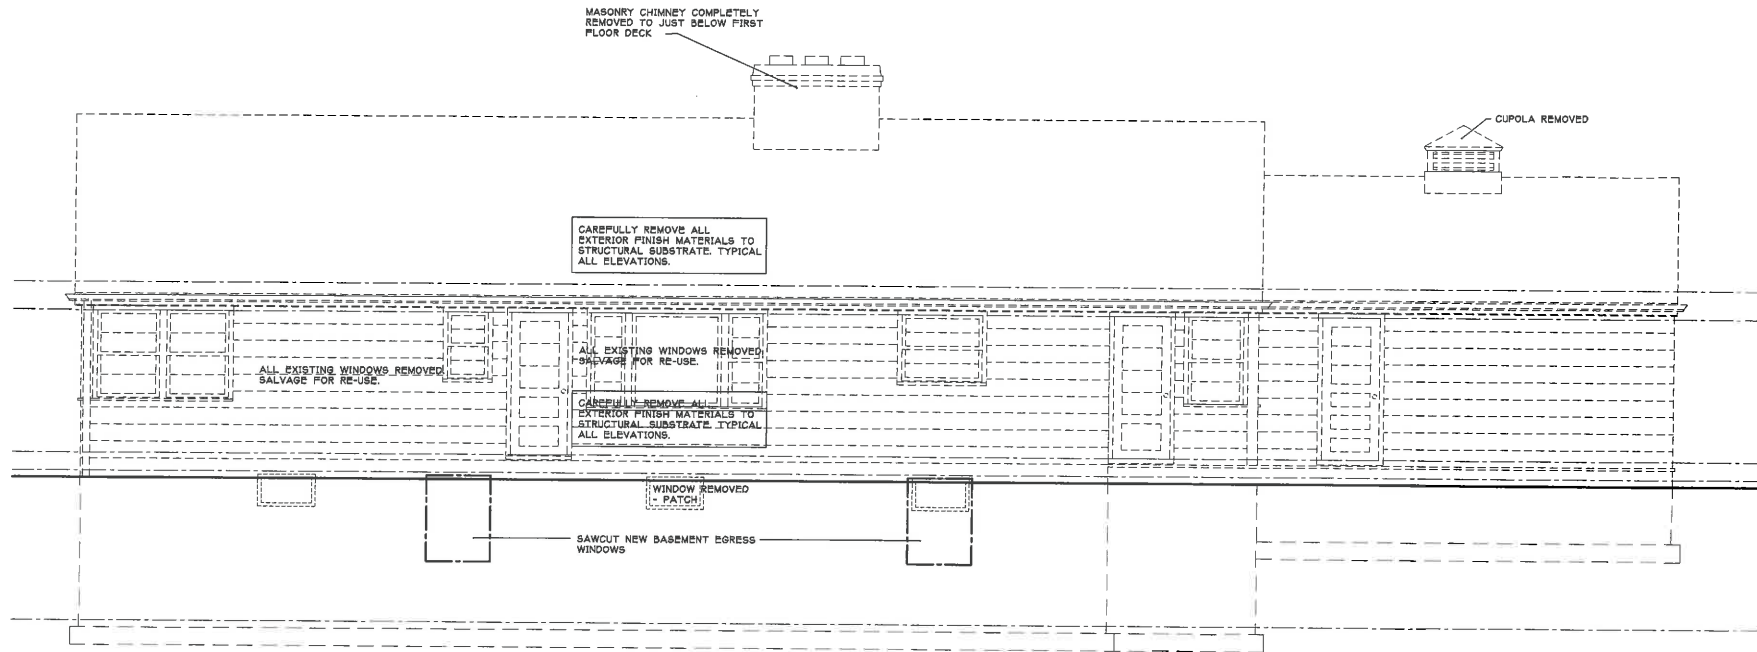 MASONRY CHIMNEY COMPLETELY
REMOVED TO JUST BELOW FIRST
FLOOR DECK
CUPOLA REMOVED
CAREFULLY REMOVE ALL
EXTERIOR FINISH MATERIALS TO
STRUCTURAL SUBSTRATE. TYPICAL
ALL ELEVATIONS.
ALL EXISTING WINDOWS REMOVED
SALVAGE FOR RE-USE.
ALL EXISTING WINDOWS REMOVED
SALVAGE FOR RE-USE.
CAREFULLY REMOVE ALL
EXTERIOR FINISH MATERIALS TO
STRUCTURAL SUBSTRATE. TYPICAL
ALL ELEVATIONS.
WINDOW REMOVED
- PATCH
SAWCUT NEW BASEMENT EGRESS
WINDOWS